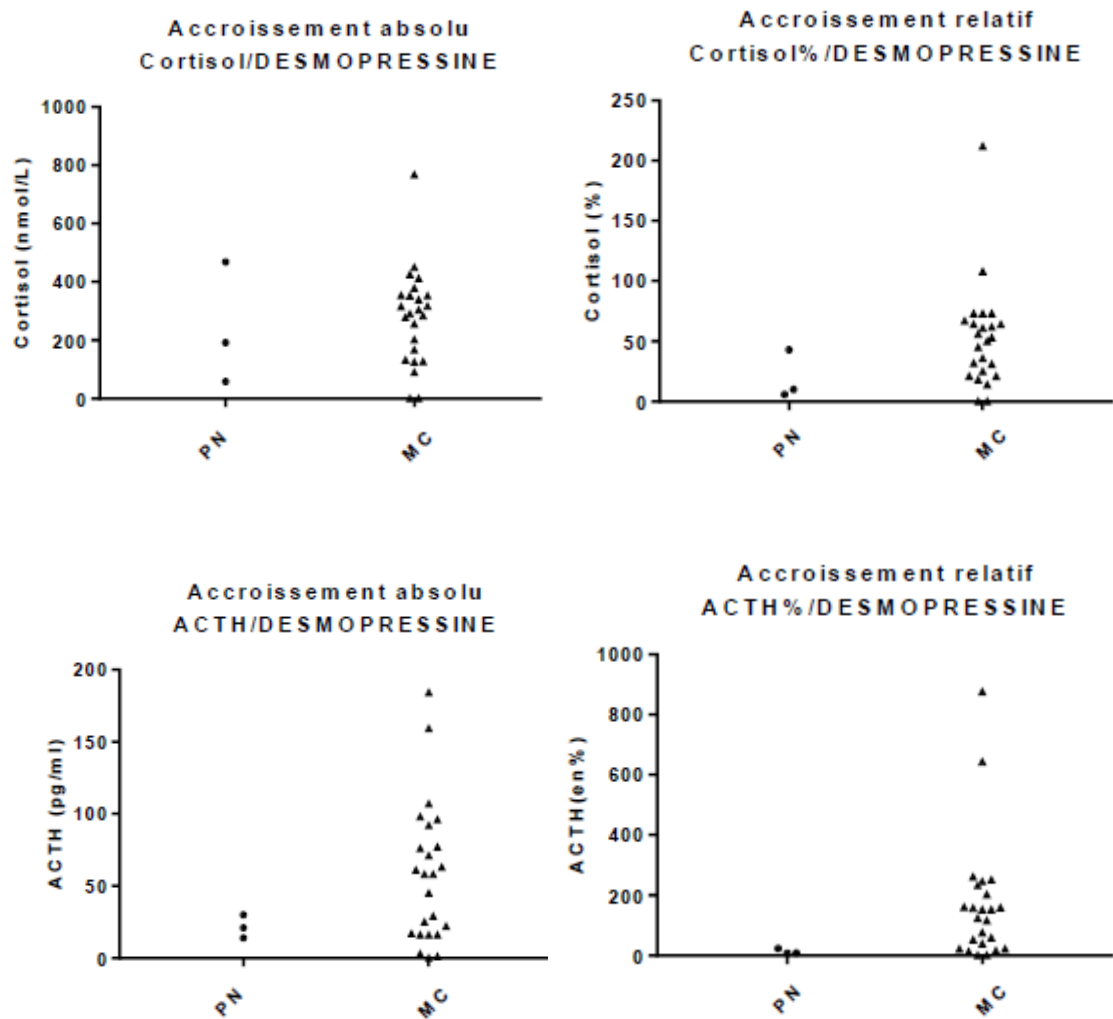 Accroissement absolu
Cortisol/DESMOPRESSINE
1000
800
600
400
200
0
Cortisol (nmol/L)
PN
MC
Accroissement relatif
Cortisol%/DESMOPRESSINE
250
200
150
100
50
0
Cortisol (%)
PN
MC
Accroissement absolu
ACTH/DESMOPRESSINE
200
150
100
50
0
ACTH (pg/ml)
PN
MC
Accroissement relatif
ACTH%/DESMOPRESSINE
1000
800
600
400
200
0
ACTH(en%)
PN
MC